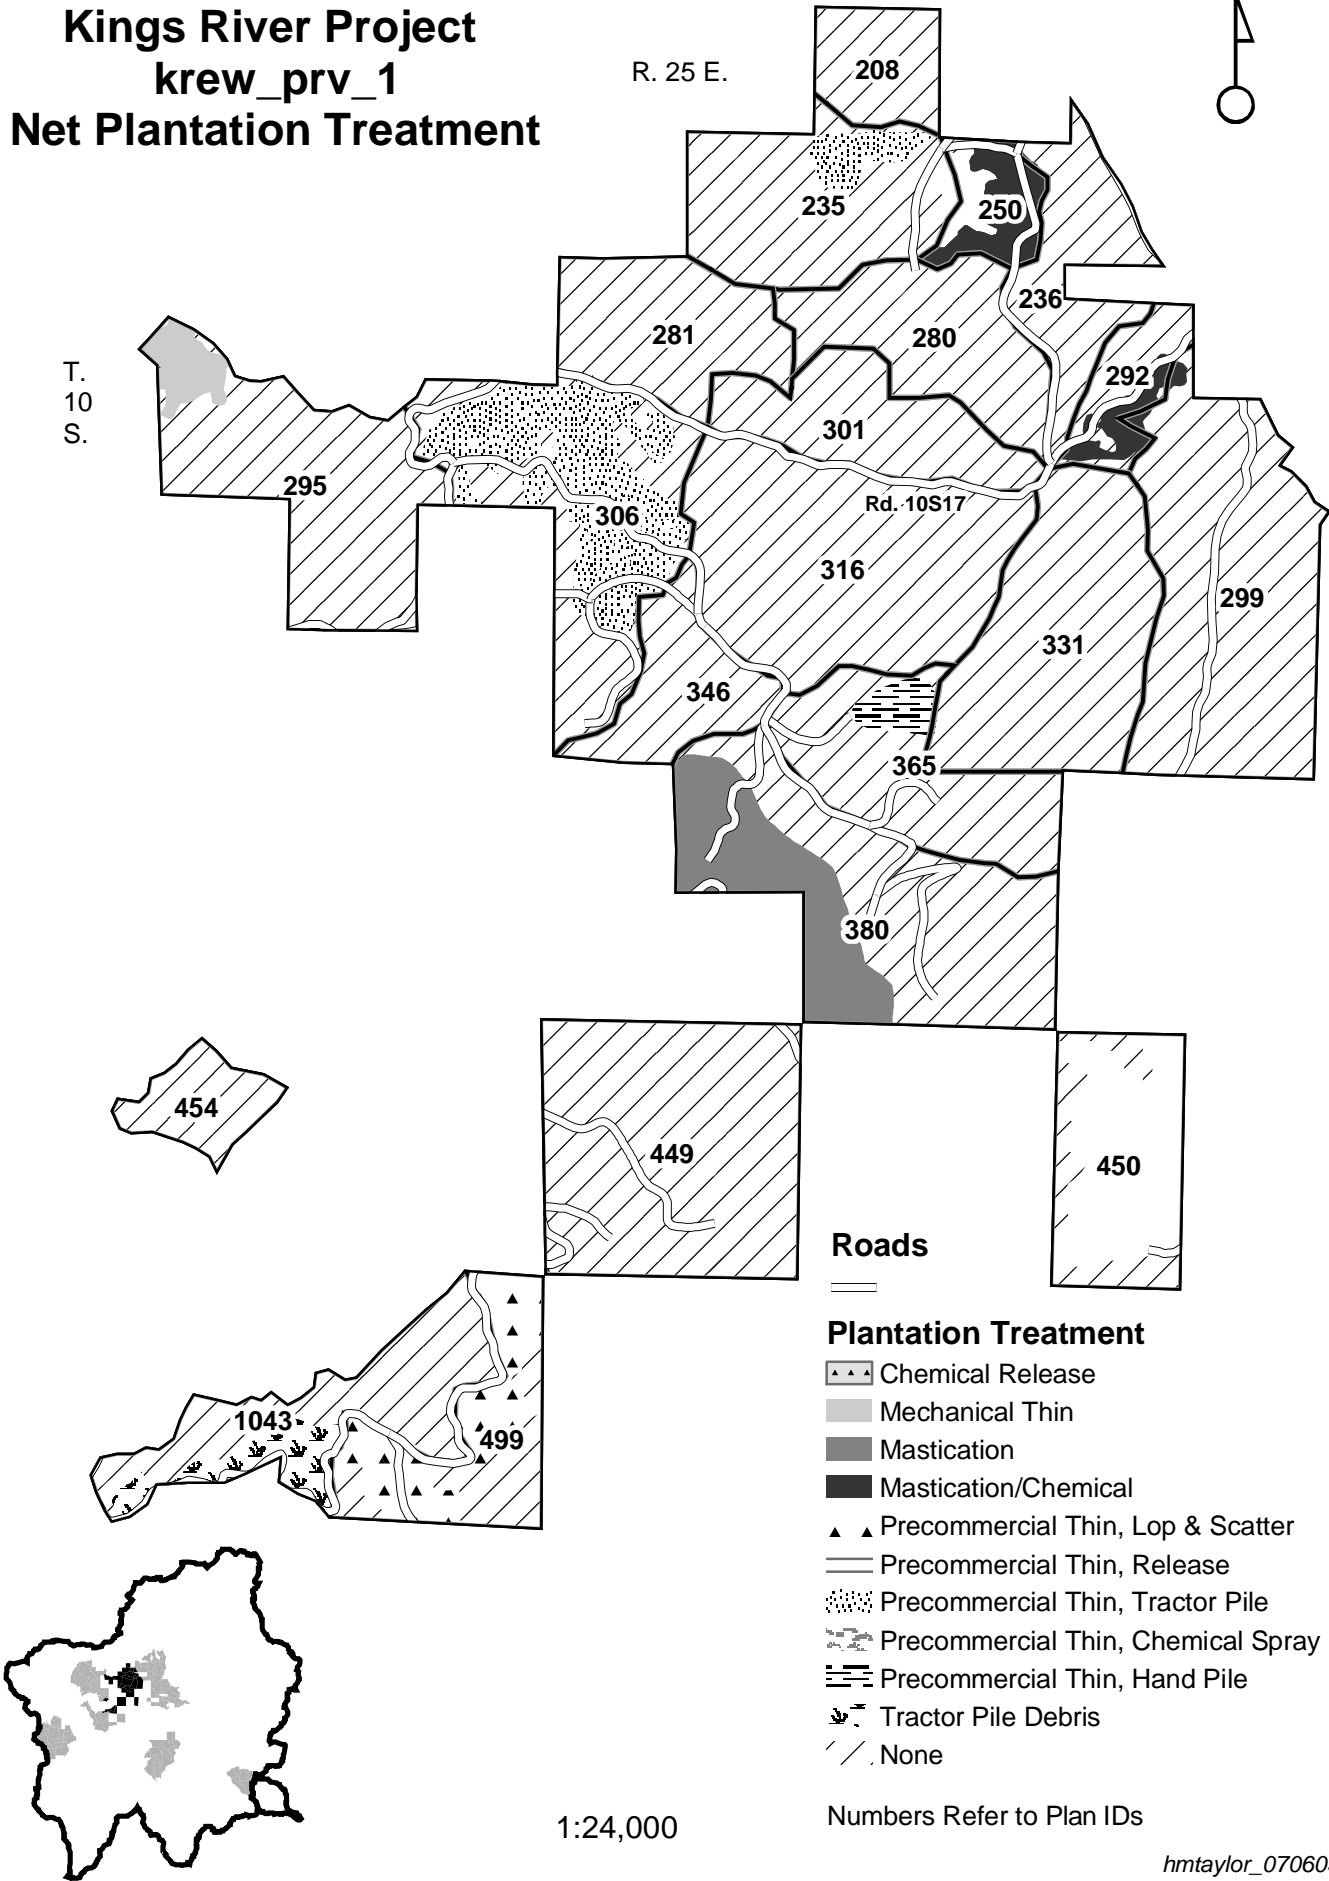 Kings River Project
krew_prv_1
Net Plantation Treatment
R. 25 E.
208
235
250
236
281
280
T.
10
S.
292
301
295
Rd. 10S17
306
316
299
331
346
365
380
454
449
450
Roads
Plantation Treatment
Chemical Release
Mechanical Thin
1043
499
Mastication
Mastication/Chemical
Precommercial Thin, Lop & Scatter
Precommercial Thin, Release
Precommercial Thin, Tractor Pile
Precommercial Thin, Chemical Spray
Precommercial Thin, Hand Pile
Tractor Pile Debris
None
1:24,000
Numbers Refer to Plan IDs